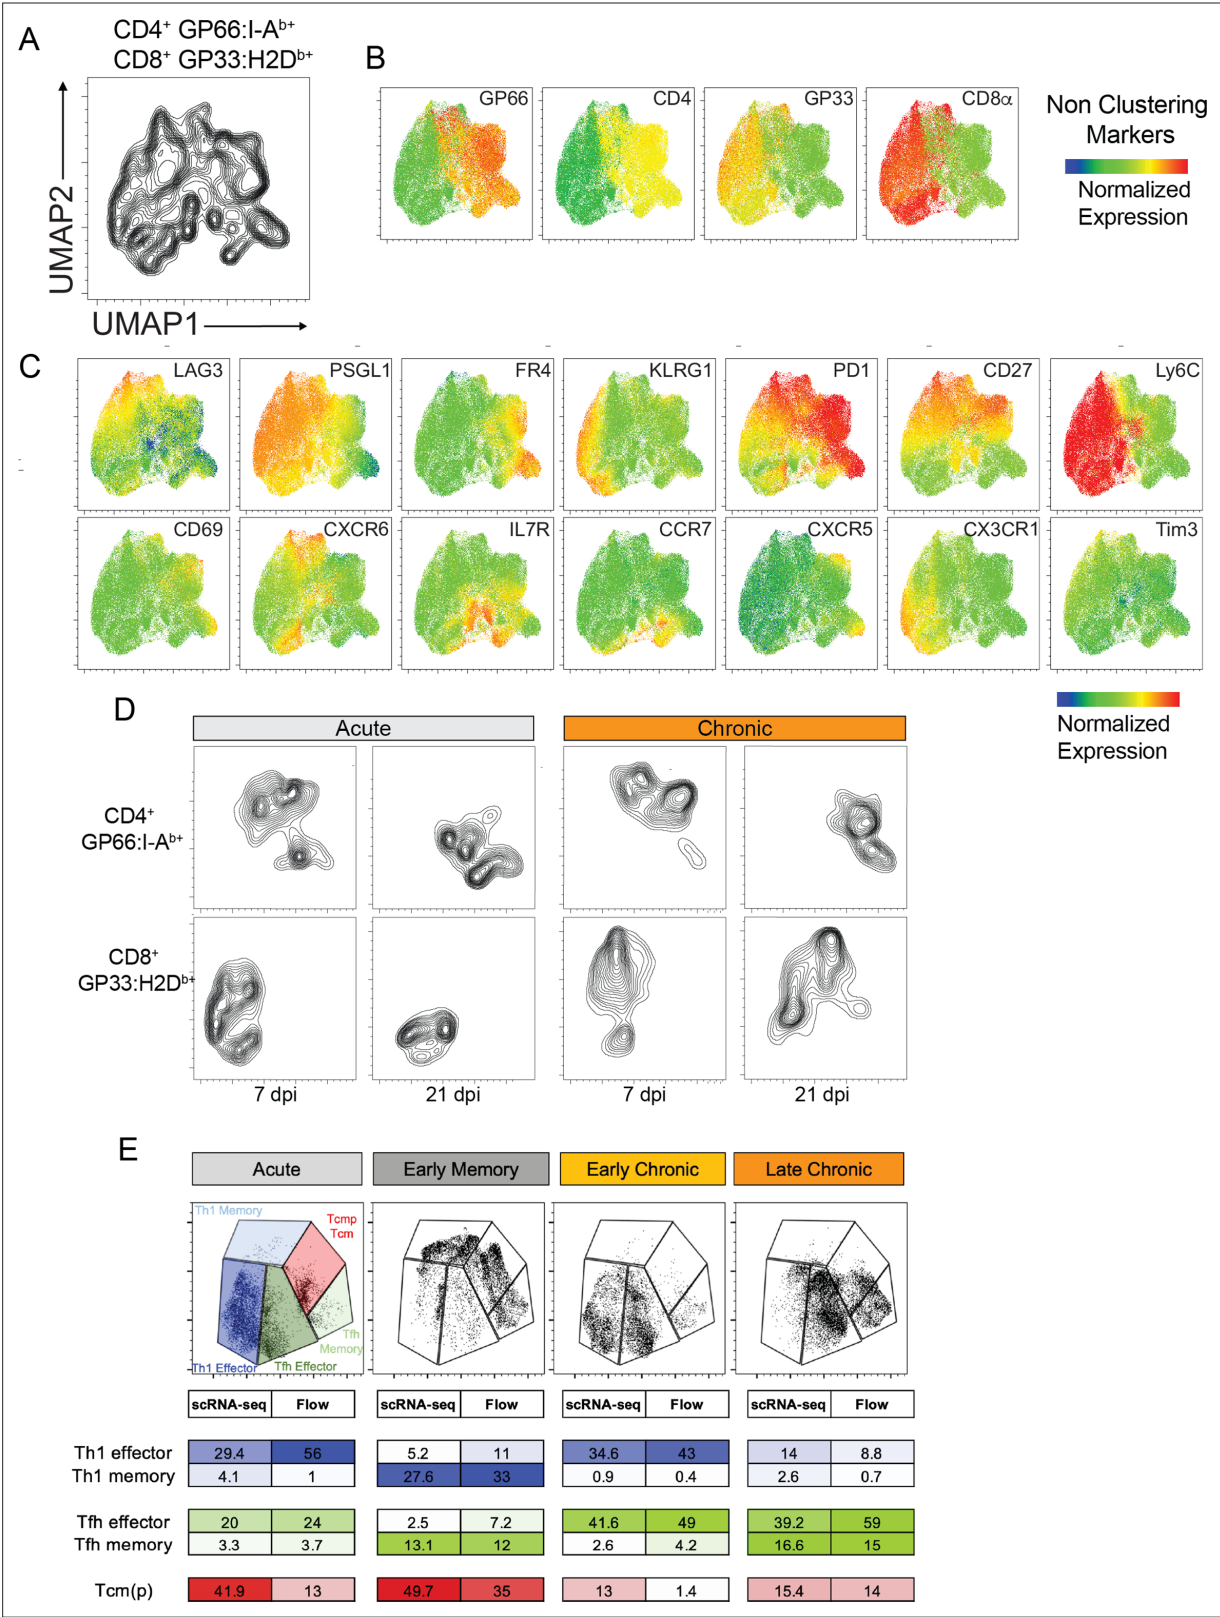 A
CD4+ GP66:I-Ab+
CD8+ GP33:H2Db+
UMAP2
UMAP1
B
GP66
CD4
GP33
CD8α
Non Clustering
Markers
Normalized
Expression
C
LAG3
PSGL1
FR4
KLRG1
PD1
CD27
Ly6C
CD69
CXCR6
IL7R
CCR7
CXCR5
CX3CR1
Tim3
Normalized
Expression
D
Acute
Chronic
CD4+
GP66:I-Ab+
CD8+
GP33:H2Db+
7 dpi
21 dpi
7 dpi
21 dpi
E
Acute
Early Memory
Early Chronic
Late Chronic
Th1 Memory
Tcmp
Tcm
Tfh
Memory
Th1 Effector
Tfh Effector
scRNA-seq Flow scRNA-seq Flow scRNA-seq Flow scRNA-seq Flow
Th1 effector 29.4 56 5.2 11 34.6 43 14 8.8
Th1 memory 4.1 1 27.6 33 0.9 0.4 2.6 0.7
Tfh effector 20 24 2.5 7.2 41.6 49 39.2 59
Tfh memory 3.3 3.7 13.1 12 2.6 4.2 16.6 15
Tcm(p) 41.9 13 49.7 35 13 1.4 15.4 14